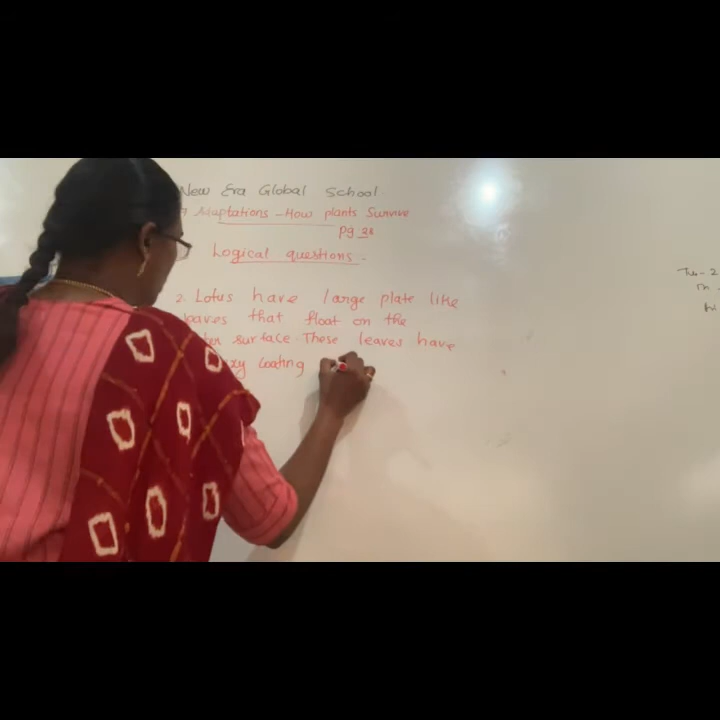 New Era Global School
Adaptations - How plants Survive
pg 28
Logical questions -
2. Lotus have large plate like
leaves that float on the
surface These leaves have
coating